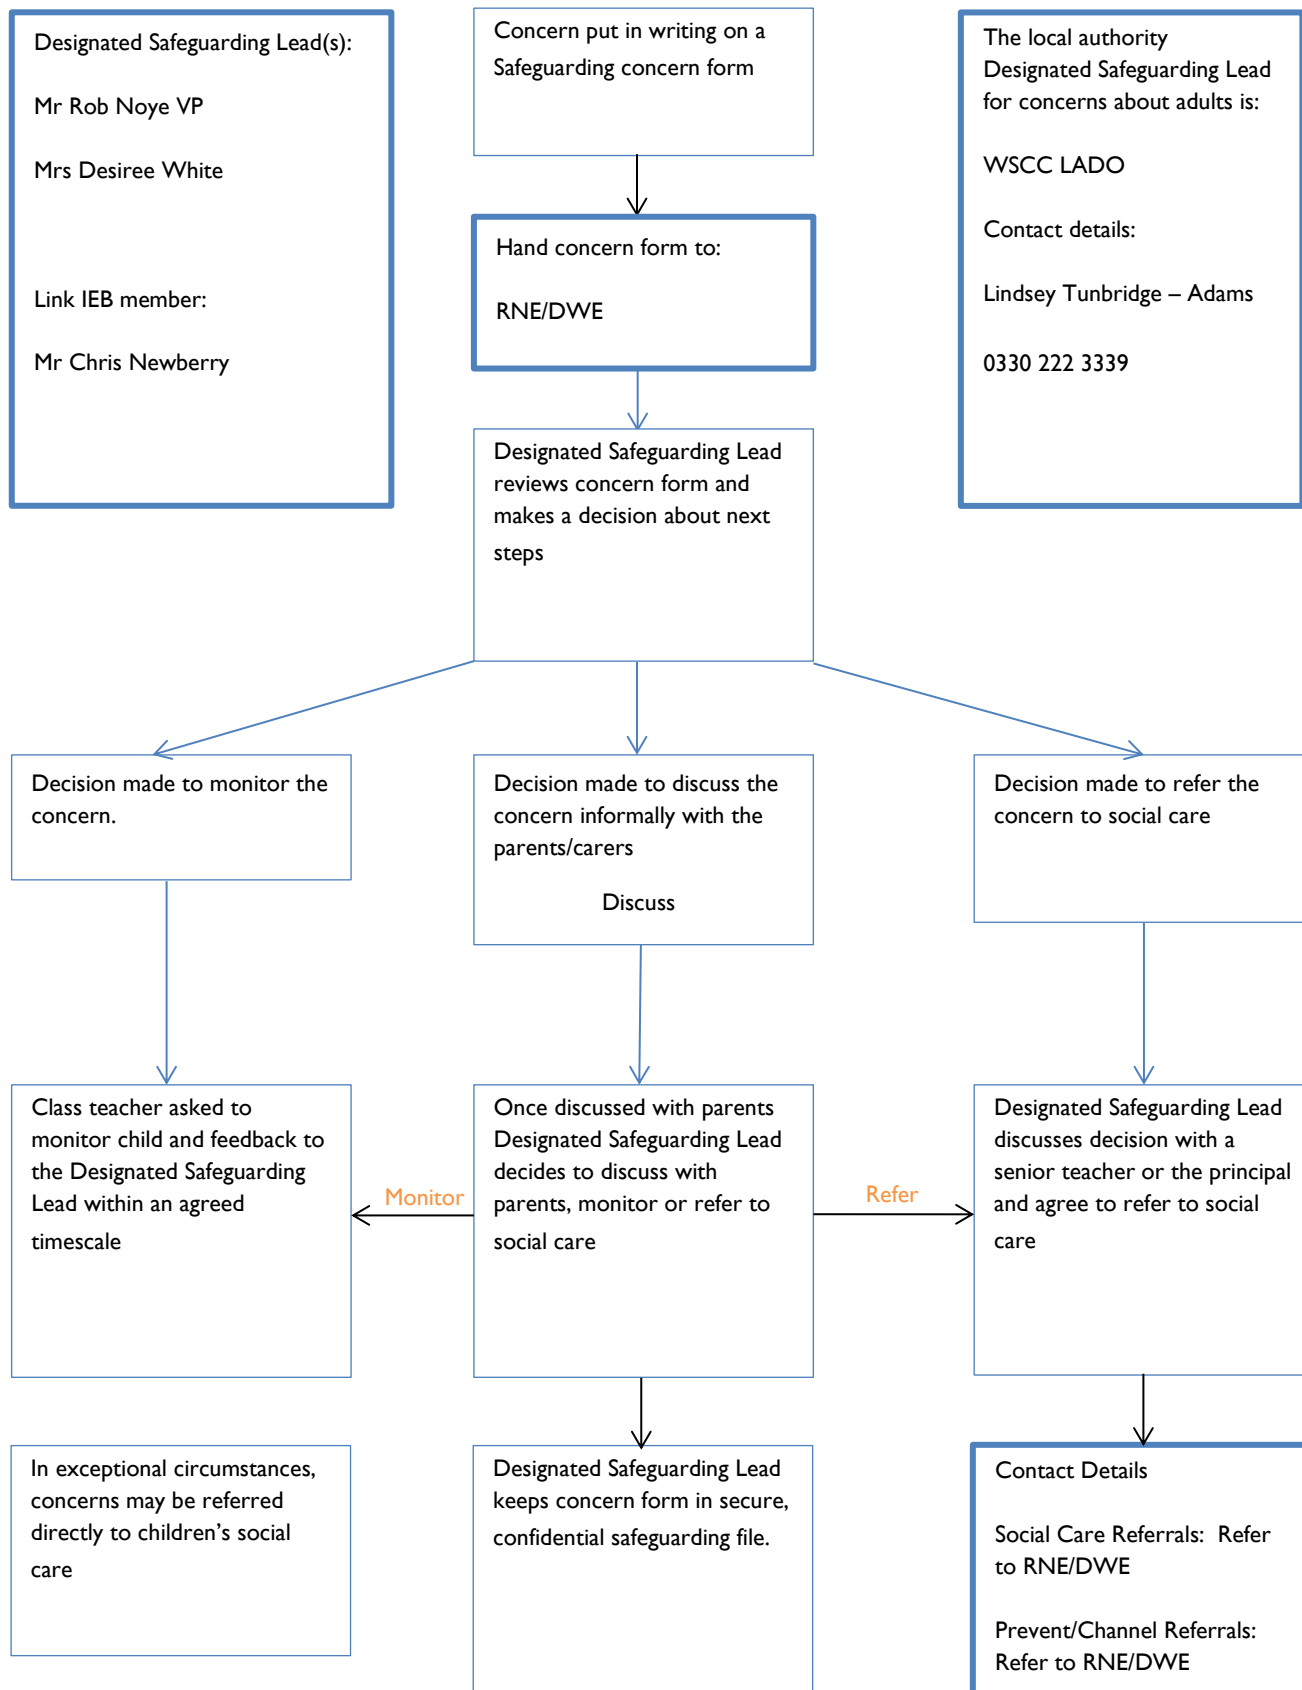 Designated Safeguarding Lead(s):
Mr Rob Noye VP
Mrs Desiree White
Link IEB member:
Mr Chris Newberry
Concern put in writing on a
Safeguarding concern form
The local authority
Designated Safeguarding Lead
for concerns about adults is:
WSCC LADO
Contact details:
Lindsey Tunbridge – Adams
0330 222 3339
Hand concern form to:
RNE/DWE
Designated Safeguarding Lead
reviews concern form and
makes a decision about next
steps
Decision made to monitor the
concern.
Decision made to discuss the
concern informally with the
parents/carers
Discuss
Decision made to refer the
concern to social care
Class teacher asked to
monitor child and feedback to
the Designated Safeguarding
Lead within an agreed
timescale
Monitor
Once discussed with parents
Designated Safeguarding Lead
decides to discuss with
parents, monitor or refer to
social care
Refer
Designated Safeguarding Lead
discusses decision with a
senior teacher or the principal
and agree to refer to social
care
In exceptional circumstances,
concerns may be referred
directly to children’s social
care
Designated Safeguarding Lead
keeps concern form in secure,
confidential safeguarding file.
Contact Details
Social Care Referrals:  Refer
to RNE/DWE
Prevent/Channel Referrals:
Refer to RNE/DWE